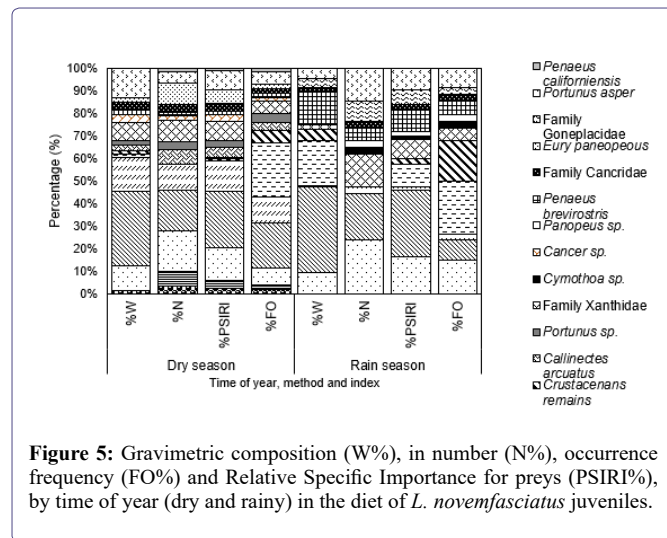 100%
90%
80%
70%
60%
50%
40%
30%
20%
10%
0%
Percentage (%)
%W
%N
%PSIRI
%FO
%W
%N
%PSIRI
%FO
Dry season
Rain season
Time of year, method and index
Penaeus
californiensis
Portunus asper
Family
Goneplacidae
Eury paneopeous
Family Cancridae
Penaeus
brevirostris
Panopeus sp.
Cancer sp.
Cymothoa sp.
Family Xanthidae
Portunus sp.
Callinectes
arcuatus
Crustacenans
remains
Figure 5: Gravimetric composition (W%), in number (N%), occurrence
frequency (FO%) and Relative Specific Importance for preys (PSIRI%),
by time of year (dry and rainy) in the diet of L. novemfasciatus juveniles.